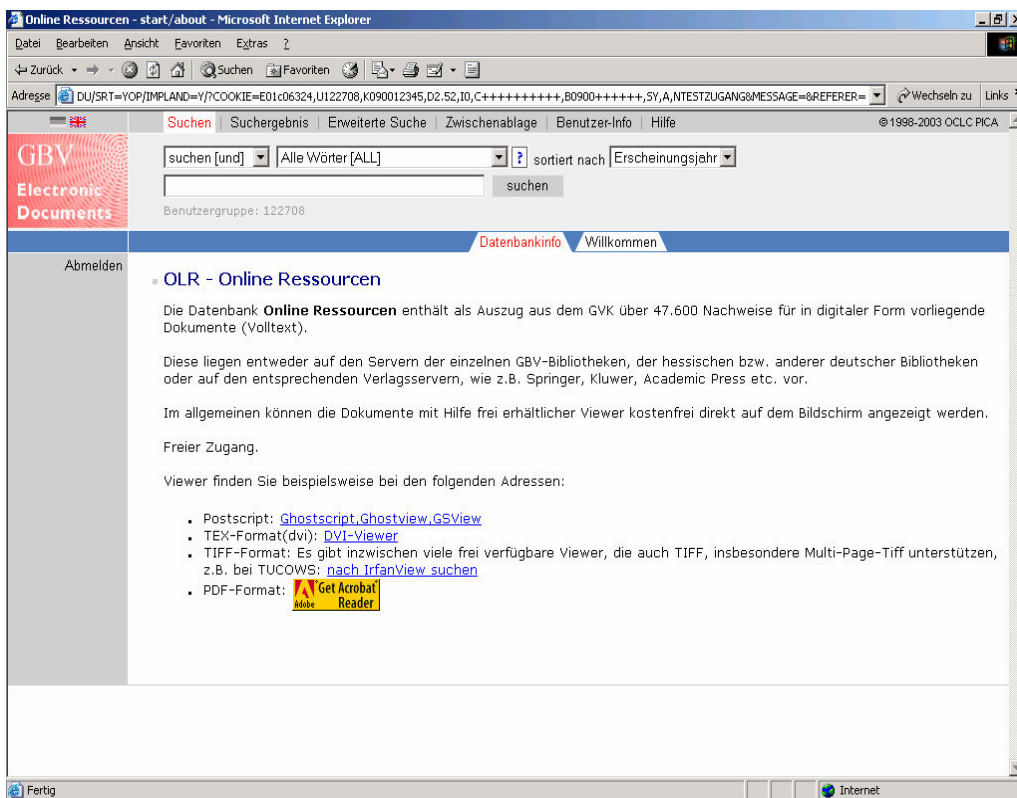 Online Ressourcen - start/about - Microsoft Internet Explorer
Datei Bearbeiten Ansicht Favoriten Extras ?
Zurück Suchen Favoriten
Adresse DU/SRT=YOP/IMPLAND=Y/?COOKIE=E01c06324,U122708,K090012345,D2.52,I0,C++++++++++,B0900++++++,SY,A,NTESTZUGANG&MESSAGE=&REFERER= Wechseln zu Links
Suchen | Suchergebnis | Erweiterte Suche | Zwischenablage | Benutzer-Info | Hilfe ©1998-2003 OCLC PICA
GBV
Electronic
Documents
suchen [und] Alle Wörter [ALL] ? sortiert nach Erscheinungsjahr
suchen
Benutzergruppe: 122708
Datenbankinfo Willkommen
Abmelden
OLR - Online Ressourcen
Die Datenbank Online Ressourcen enthält als Auszug aus dem GVK über 47.600 Nachweise für in digitaler Form vorliegende
Dokumente (Volltext).
Diese liegen entweder auf den Servern der einzelnen GBV-Bibliotheken, der hessischen bzw. anderer deutscher Bibliotheken
oder auf den entsprechenden Verlagsservern, wie z.B. Springer, Kluwer, Academic Press etc. vor.
Im allgemeinen können die Dokumente mit Hilfe frei erhältlicher Viewer kostenfrei direkt auf dem Bildschirm angezeigt werden.
Freier Zugang.
Viewer finden Sie beispielsweise bei den folgenden Adressen:
Postscript: Ghostscript,Ghostview,GSView
TEX-Format(dvi): DVI-Viewer
TIFF-Format: Es gibt inzwischen viele frei verfügbare Viewer, die auch TIFF, insbesondere Multi-Page-Tiff unterstützen,
z.B. bei TUCOWS: nach IrfanView suchen
PDF-Format: Adobe Get Acrobat Reader
Fertig Internet